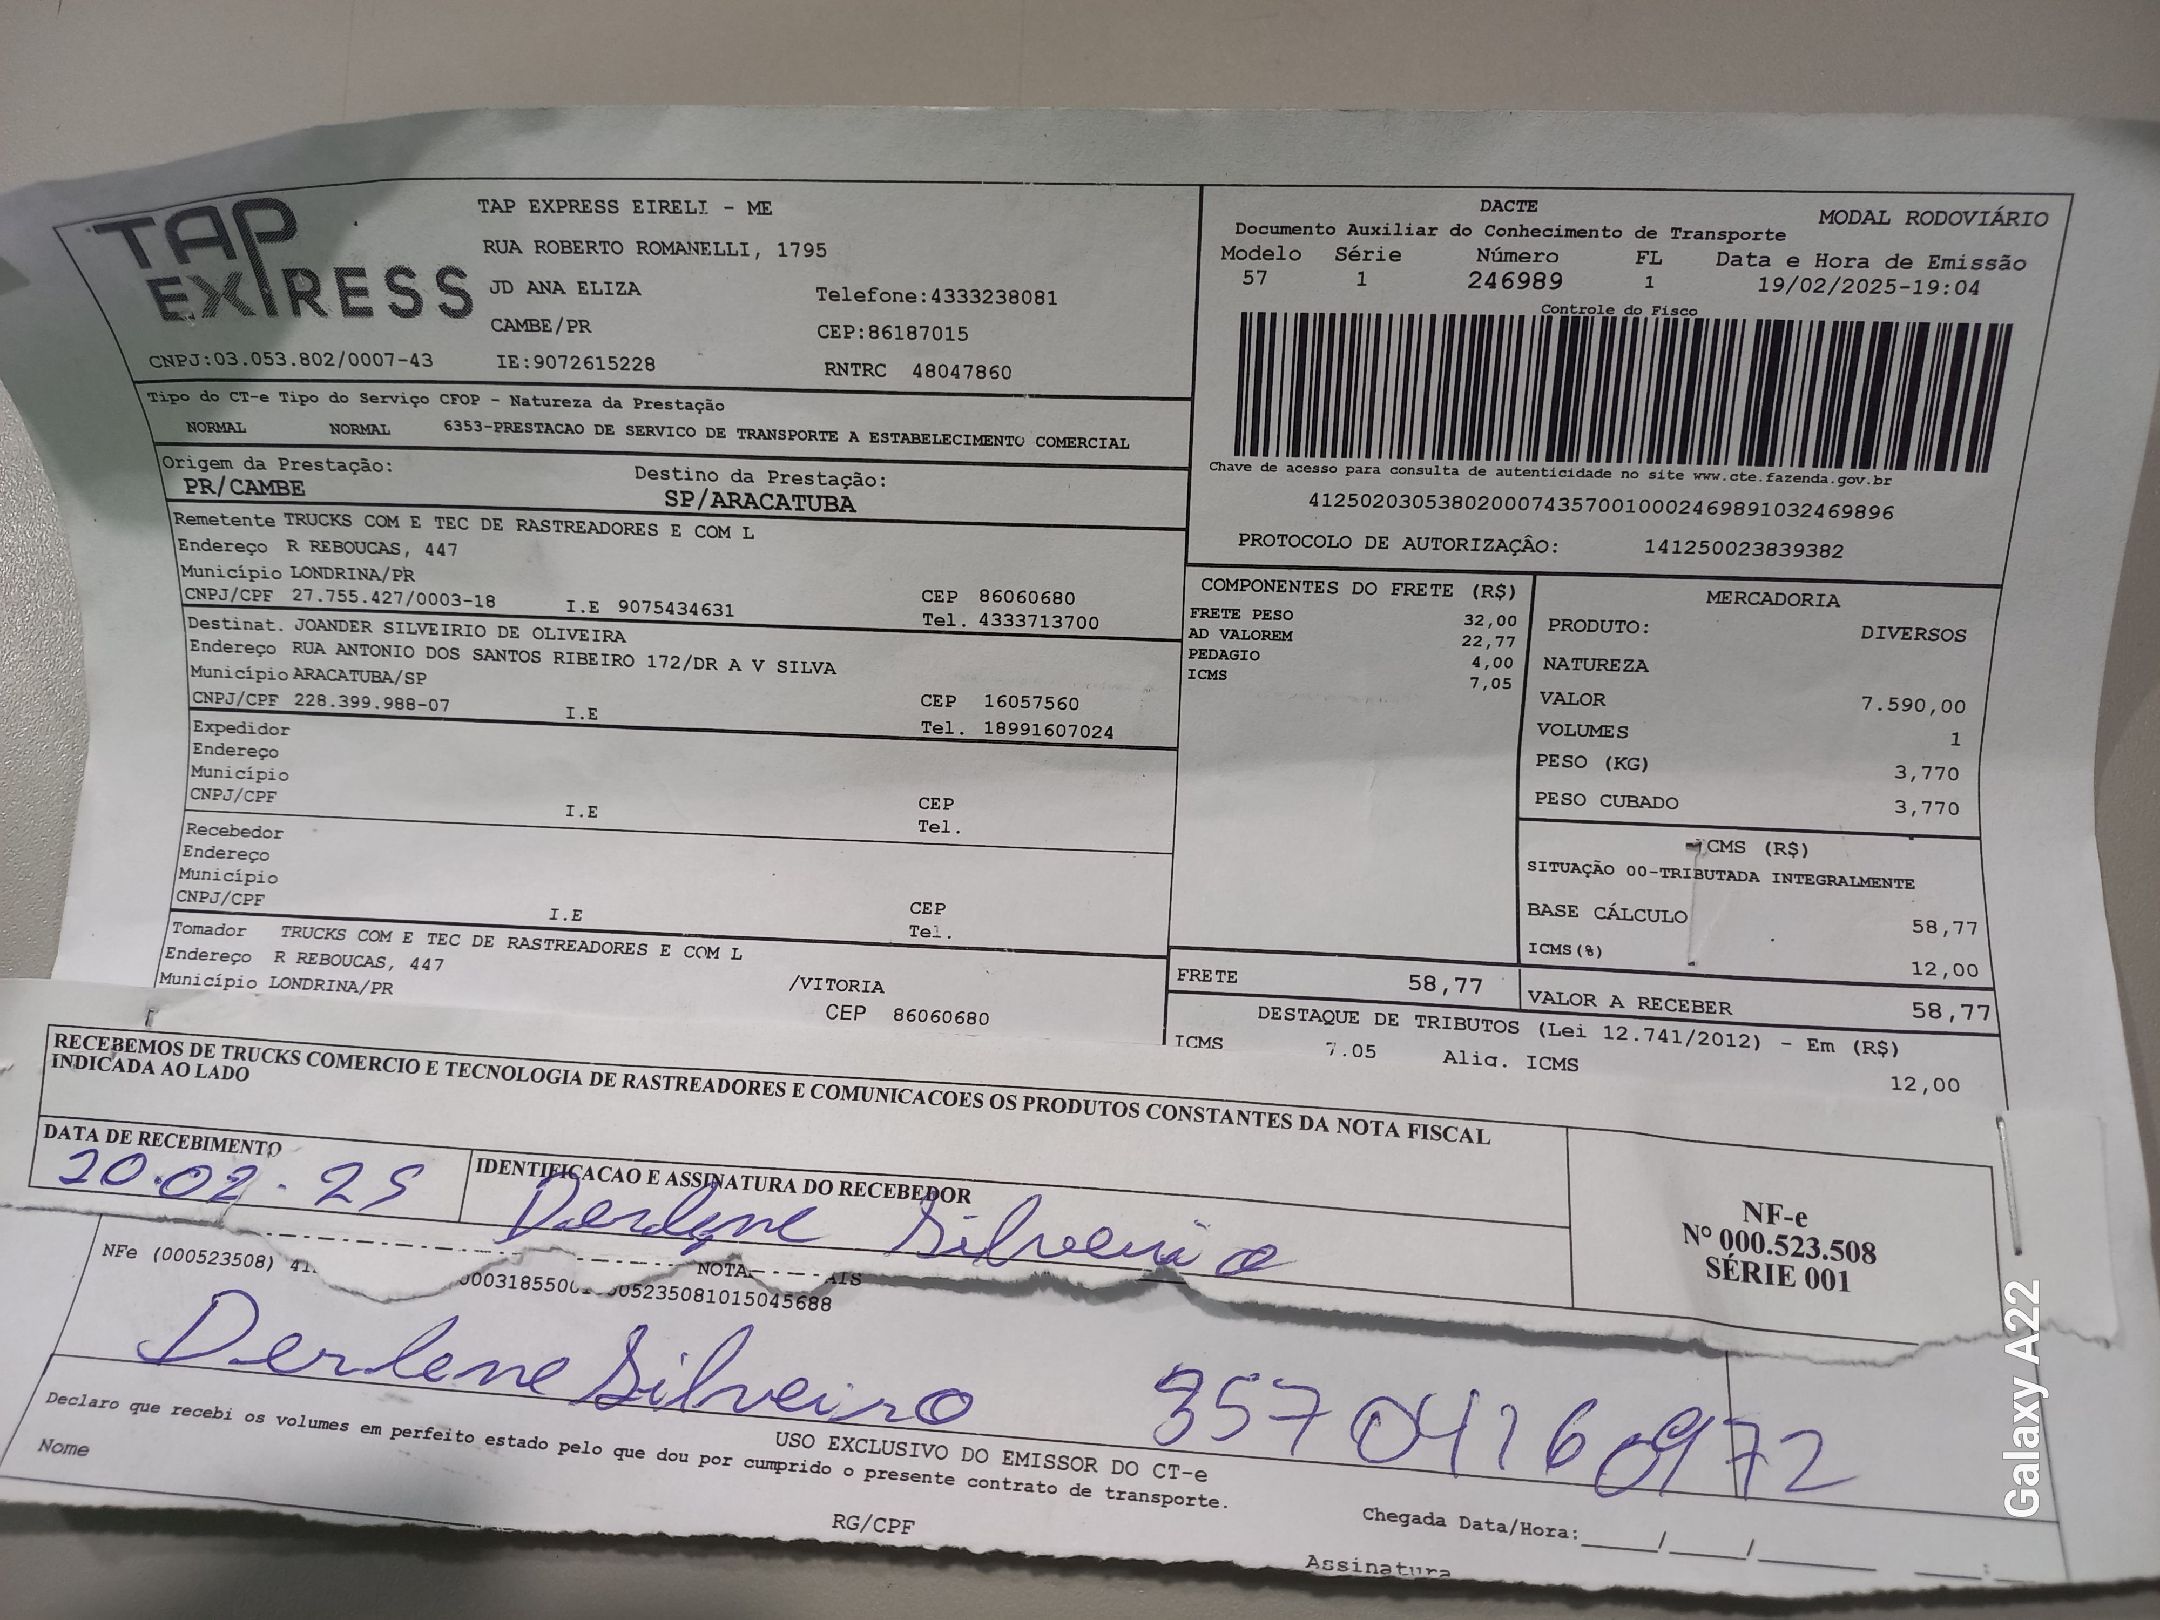 TAP EXPRESS
TAP EXPRESS EIRELI - ME
RUA ROBERTO ROMANELLI, 1795
JD ANA ELIZA
Telefone:4333238081
CAMBE/PR
CEP:86187015
CNPJ:03.053.802/0007-43
IE:9072615228
RNTRC 48047860
Tipo do CT-e Tipo do Serviço CFOP - Natureza da Prestação
NORMAL NORMAL 6353-PRESTACAO DE SERVICO DE TRANSPORTE A ESTABELECIMENTO COMERCIAL
Origem da Prestação: Destino da Prestação:
PR/CAMBE SP/ARACATUBA
Remetente TRUCKS COM E TEC DE RASTREADORES E COM L
Endereço R REBOUCAS, 447
Município LONDRINA/PR CEP 86060680
CNPJ/CPF 27.755.427/0003-18 I.E 9075434631 Tel. 4333713700
Destinat. JOANDER SILVEIRIO DE OLIVEIRA
Endereço RUA ANTONIO DOS SANTOS RIBEIRO 172/DR A V SILVA
Município ARACATUBA/SP CEP 16057560
CNPJ/CPF 228.399.988-07 I.E Tel. 18991607024
Expedidor
Endereço
Município CEP
CNPJ/CPF I.E Tel.
Recebedor
Endereço
Município CEP
CNPJ/CPF I.E Tel.
Tomador TRUCKS COM E TEC DE RASTREADORES E COM L
Endereço R REBOUCAS, 447 /VITORIA
Município LONDRINA/PR CEP 86060680
DACTE
MODAL RODOVIÁRIO
Documento Auxiliar do Conhecimento de Transporte
Modelo Série Número FL Data e Hora de Emissão
57 1 246989 1 19/02/2025-19:04
Controle do Fisco
Chave de acesso para consulta de autenticidade no site www.cte.fazenda.gov.br
41250203053802000743570010002469891032469896
PROTOCOLO DE AUTORIZAÇÃO: 141250023839382
COMPONENTES DO FRETE (R$)
FRETE PESO 32,00
AD VALOREM 22,77
PEDAGIO 4,00
ICMS 7,05
MERCADORIA
PRODUTO: DIVERSOS
NATUREZA
VALOR 7.590,00
VOLUMES 1
PESO (KG) 3,770
PESO CUBADO 3,770
CMS (R$)
SITUAÇÃO 00-TRIBUTADA INTEGRALMENTE
BASE CÁLCULO 58,77
ICMS(%) 12,00
FRETE 58,77 VALOR A RECEBER 58,77
DESTAQUE DE TRIBUTOS (Lei 12.741/2012) - Em (R$)
ICMS 7.05 Aliq. ICMS 12,00
RECEBEMOS DE TRUCKS COMERCIO E TECNOLOGIA DE RASTREADORES E COMUNICACOES OS PRODUTOS CONSTANTES DA NOTA FISCAL
INDICADA AO LADO
DATA DE RECEBIMENTO
20.02.25
IDENTIFICACAO E ASSINATURA DO RECEBEDOR
Derlene Silveirio
NF-e
Nº 000.523.508
SÉRIE 001
NOTA
NFe (000523508) 41
05235081015045688
Derlene Silveiro 35704160972
USO EXCLUSIVO DO EMISSOR DO CT-e
Declaro que recebi os volumes em perfeito estado pelo que dou por cumprido o presente contrato de transporte.
Nome
RG/CPF
Chegada Data/Hora:____/____/______ ____:
Assinatura
Galaxy A22